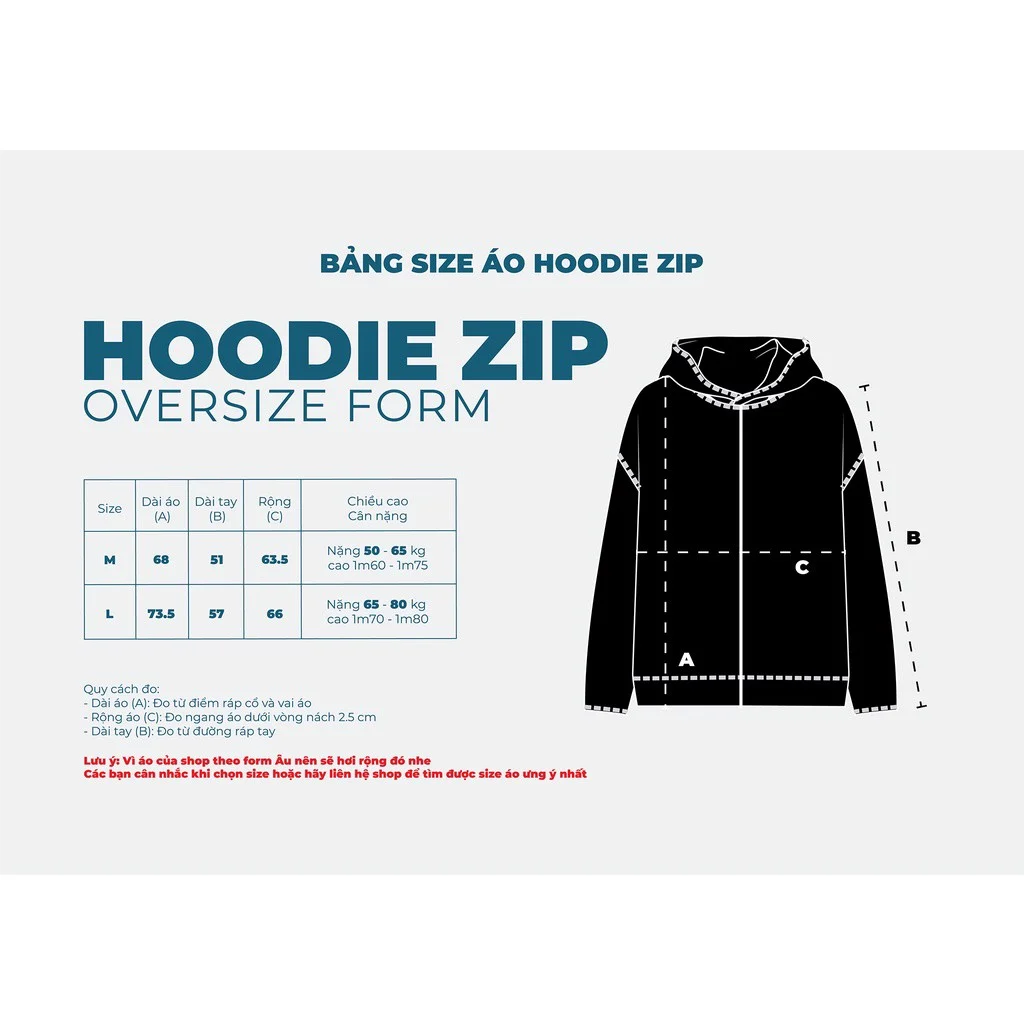 BẢNG SIZE ÁO HOODIE ZIP
HOODIE ZIP
OVERSIZE FORM
Size
Dài áo
(A)
Dài tay
(B)
Rộng
(C)
Chiều cao
Cân nặng
M
68
51
63.5
Nặng 50 - 65 kg
cao 1m60 - 1m75
L
73.5
57
66
Nặng 65 - 80 kg
cao 1m70 - 1m80
Quy cách đo:
- Dài áo (A): Đo từ điểm ráp cổ và vai áo
- Rộng áo (C): Đo ngang áo dưới vòng nách 2.5 cm
- Dài tay (B): Đo từ đường ráp tay
Lưu ý: Vì áo của shop theo form Âu nên sẽ hơi rộng đó nhe
Các bạn cân nhắc khi chọn size hoặc hãy liên hệ shop để tìm được size áo ưng ý nhất
B
C
A